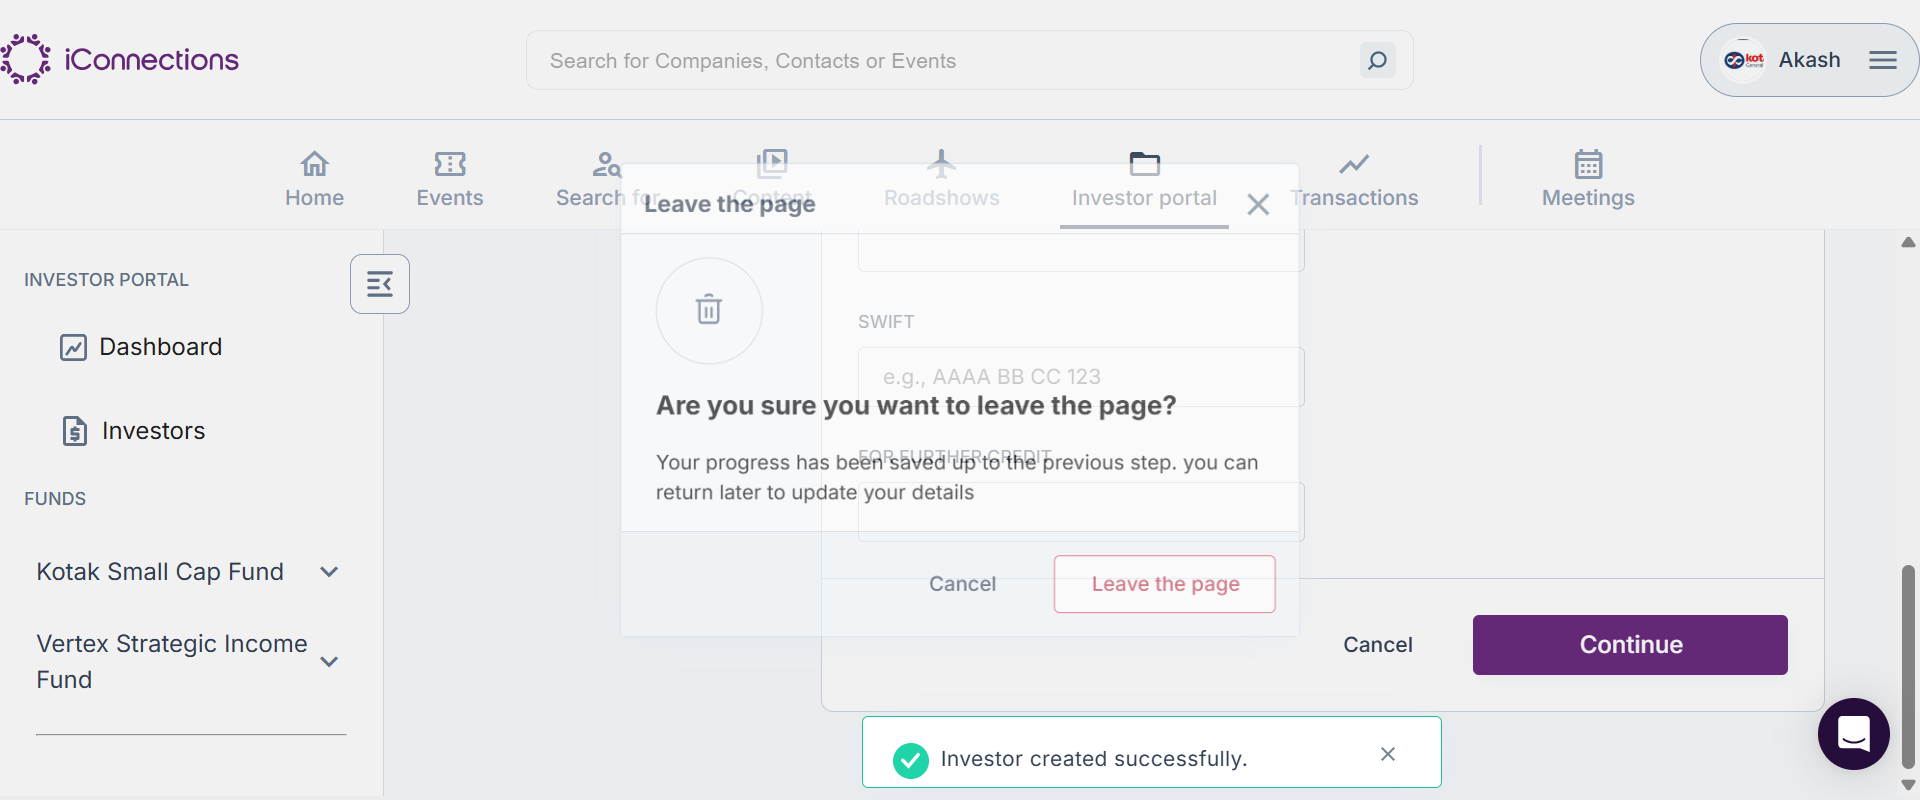 iConnections
Search for Companies, Contacts or Events
kot
General
Akash
Home
Events
Search for
Content
Roadshows
Investor portal
Transactions
Meetings
Leave the page
INVESTOR PORTAL
Dashboard
Investors
FUNDS
Kotak Small Cap Fund
Vertex Strategic Income
Fund
SWIFT
e.g., AAAA BB CC 123
Are you sure you want to leave the page?
FOR FURTHER CREDIT
Your progress has been saved up to the previous step. you can
return later to update your details
Cancel
Leave the page
Cancel
Continue
Investor created successfully.